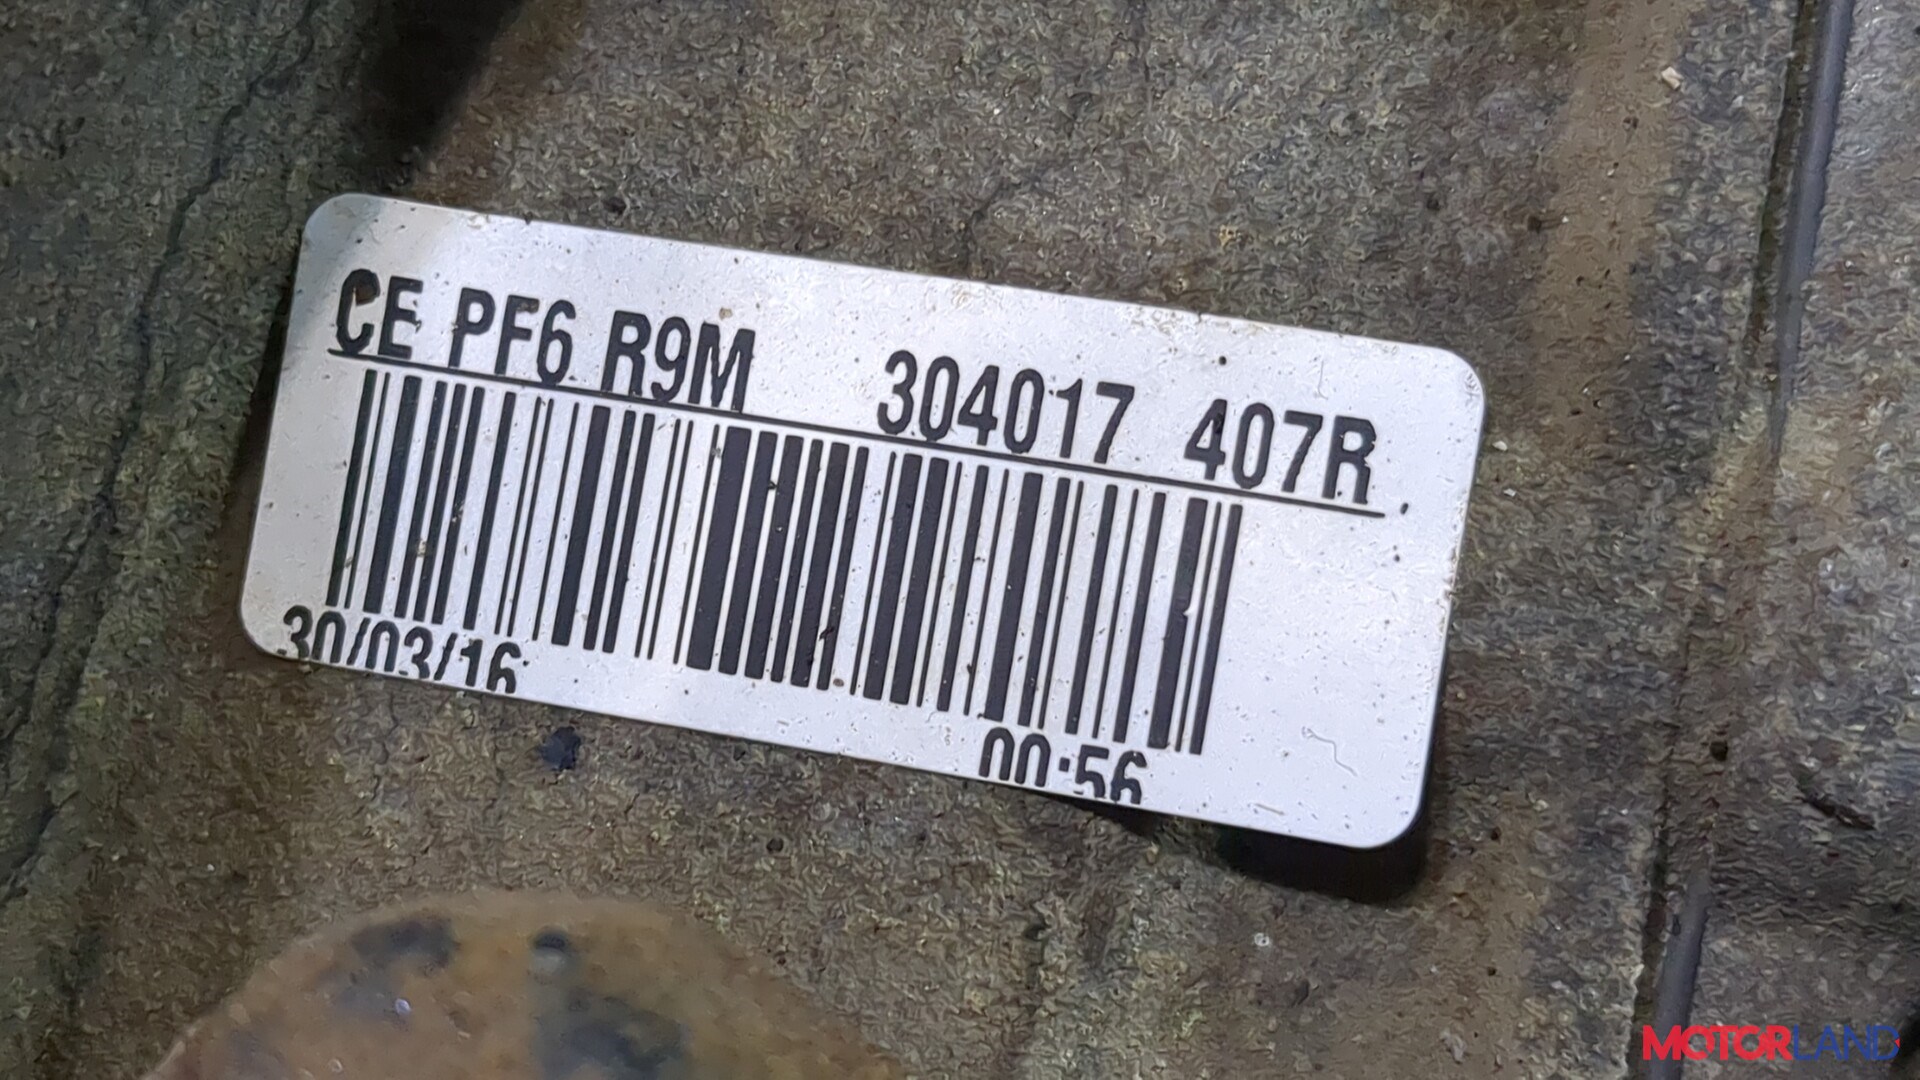 CE PF6 R9M 304017 407R
30/03/16 00:56
MOTORLAND